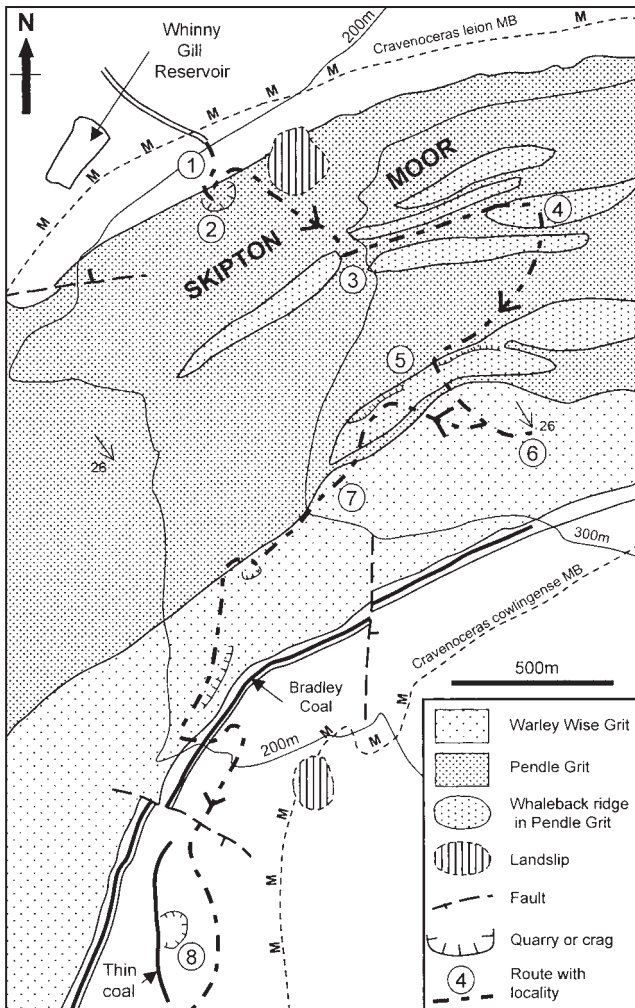 N
Whinny
Gill
Reservoir
200m
Cravenoceras leion MB
M
M
M
M
M
M
M
M
1
2
SKIPTON
MOOR
3
4
5
26
6
26
7
300m
Cravenoceras cowlingense MB
M
500m
Bradley
Coal
200m
M
M
M
M
M
Thin
coal
8
Warley Wise Grit
Pendle Grit
Whaleback ridge
in Pendle Grit
Landslip
Fault
Quarry or crag
4
Route with
locality